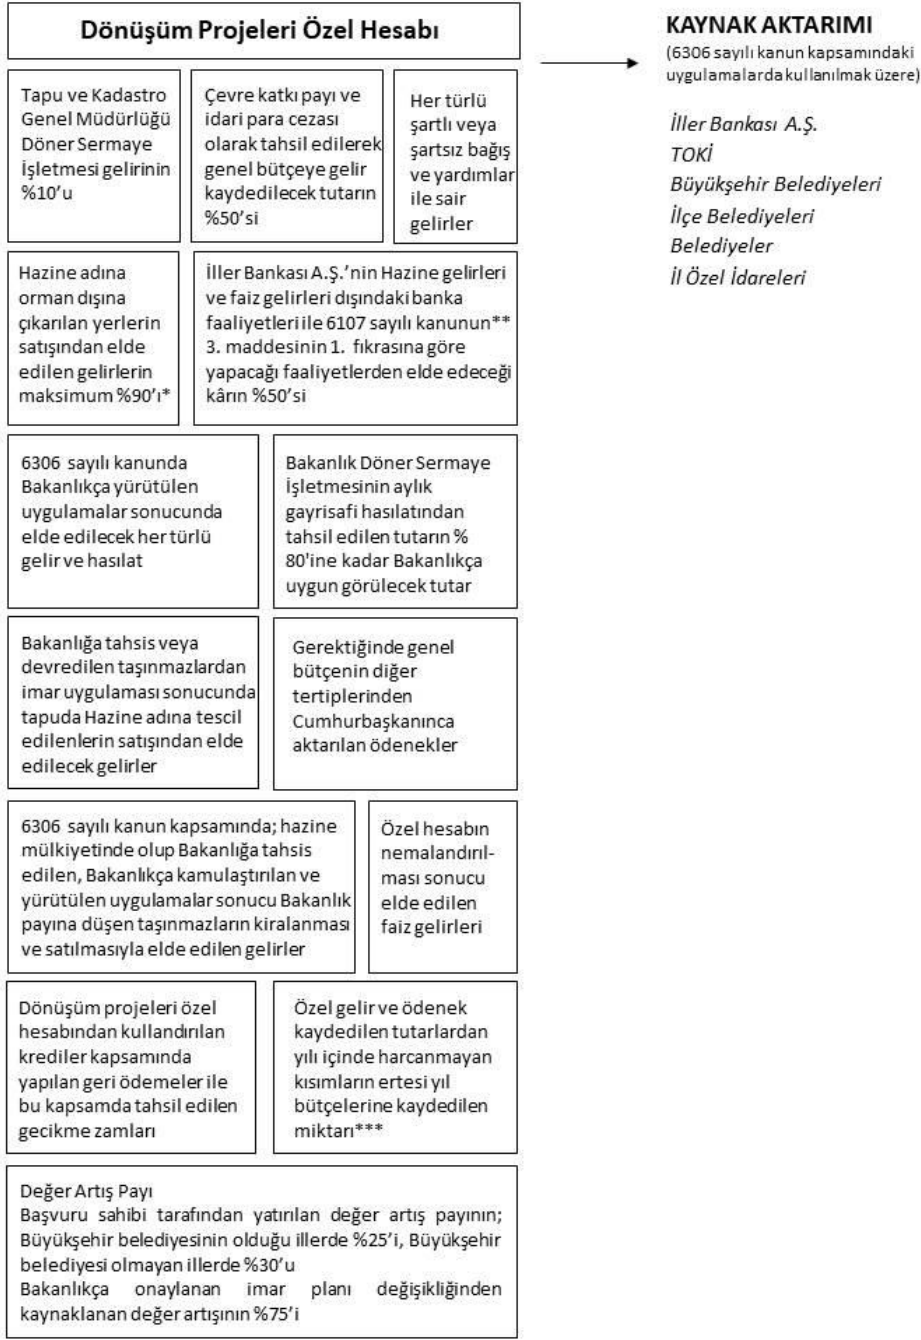 Dönüşüm Projeleri Özel Hesabı
KAYNAK AKTARIMI
(6306 sayılı kanun kapsamındaki
uygulamalarda kullanılmak üzere)
İller Bankası A.Ş.
TOKİ
Büyükşehir Belediyeleri
İlçe Belediyeleri
Belediyeler
İl Özel İdareleri
Tapu ve Kadastro
Genel Müdürlüğü
Döner Sermaye
İşletmesi gelirinin
%10’u
Çevre katkı payı ve
idari para cezası
olarak tahsil edilerek
genel bütçeye gelir
kaydedilecek tutarın
%50’si
Her türlü
şartlı veya
şartsız bağış
ve yardımlar
ile sair
gelirler
Hazine adına
orman dışına
çıkarılan yerlerin
satışından elde
edilen gelirlerin
maksimum %90’ı*
İller Bankası A.Ş.’nin Hazine gelirleri
ve faiz gelirleri dışındaki banka
faaliyetleri ile 6107 sayılı kanunun**
3. maddesinin 1. fıkrasına göre
yapacağı faaliyetlerden elde edeceği
kârın %50’si
6306 sayılı kanunda
Bakanlıkça yürütülen
uygulamalar sonucunda
elde edilecek her türlü
gelir ve hasılat
Bakanlık Döner Sermaye
İşletmesinin aylık
gayrisafi hasılatından
tahsil edilen tutarın %
80'ine kadar Bakanlıkça
uygun görülecek tutar
Bakanlığa tahsis veya
devredilen taşınmazlardan
imar uygulaması sonucunda
tapuda Hazine adına tescil
edilenlerin satışından elde
edilecek gelirler
Gerektiğinde genel
bütçenin diğer
tertiplerinden
Cumhurbaşkanınca
aktarılan ödenekler
6306 sayılı kanun kapsamında; hazine
mülkiyetinde olup Bakanlığa tahsis
edilen, Bakanlıkça kamulaştırılan ve
yürütülen uygulamalar sonucu Bakanlık
payına düşen taşınmazların kiralanması
ve satılmasıyla elde edilen gelirler
Özel hesabın
nemalandırıl-
ması sonucu
elde edilen
faiz gelirleri
Dönüşüm projeleri özel
hesabından kullandırılan
krediler kapsamında
yapılan geri ödemeler ile
bu kapsamda tahsil edilen
gecikme zamları
Özel gelir ve ödenek
kaydedilen tutarlardan
yılı içinde harcanmayan
kısımların ertesi yıl
bütçelerine kaydedilen
miktarı***
Değer Artış Payı
Başvuru sahibi tarafından yatırılan değer artış payının;
Büyükşehir belediyesinin olduğu illerde %25’i, Büyükşehir
belediyesi olmayan illerde %30’u
Bakanlıkça onaylanan imar planı değişikliğinden
kaynaklanan değer artışının %75’i